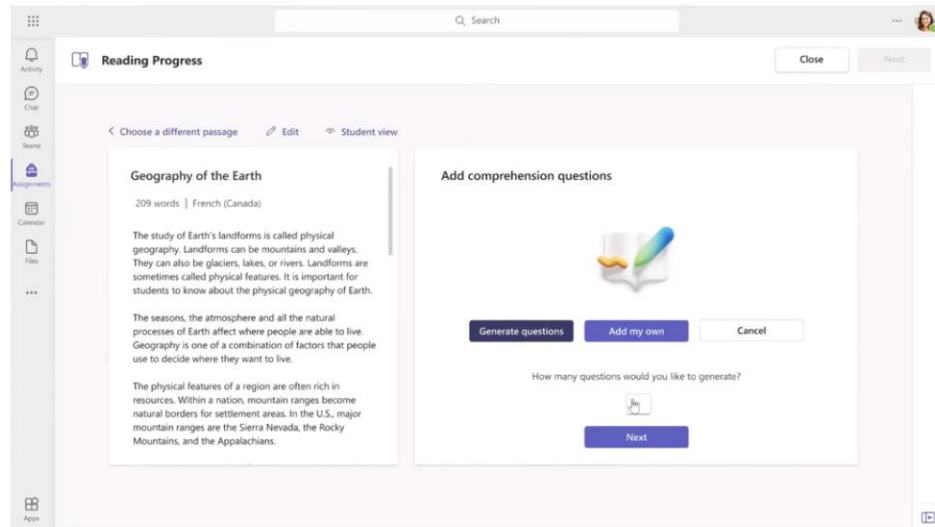 Search
...
Activity
Chat
Teams
Assignments
Calendar
Files
...
Apps
Reading Progress
Close
Next
Choose a different passage
Edit
Student view
Geography of the Earth
209 words | French (Canada)
The study of Earth's landforms is called physical
geography. Landforms can be mountains and valleys.
They can also be glaciers, lakes, or rivers. Landforms are
sometimes called physical features. It is important for
students to know about the physical geography of Earth.
The seasons, the atmosphere and all the natural
processes of Earth affect where people are able to live.
Geography is one of a combination of factors that people
use to decide where they want to live.
The physical features of a region are often rich in
resources. Within a nation, mountain ranges become
natural borders for settlement areas. In the U.S., major
mountain ranges are the Sierra Nevada, the Rocky
Mountains, and the Appalachians.
Add comprehension questions
Generate questions
Add my own
Cancel
How many questions would you like to generate?
Next